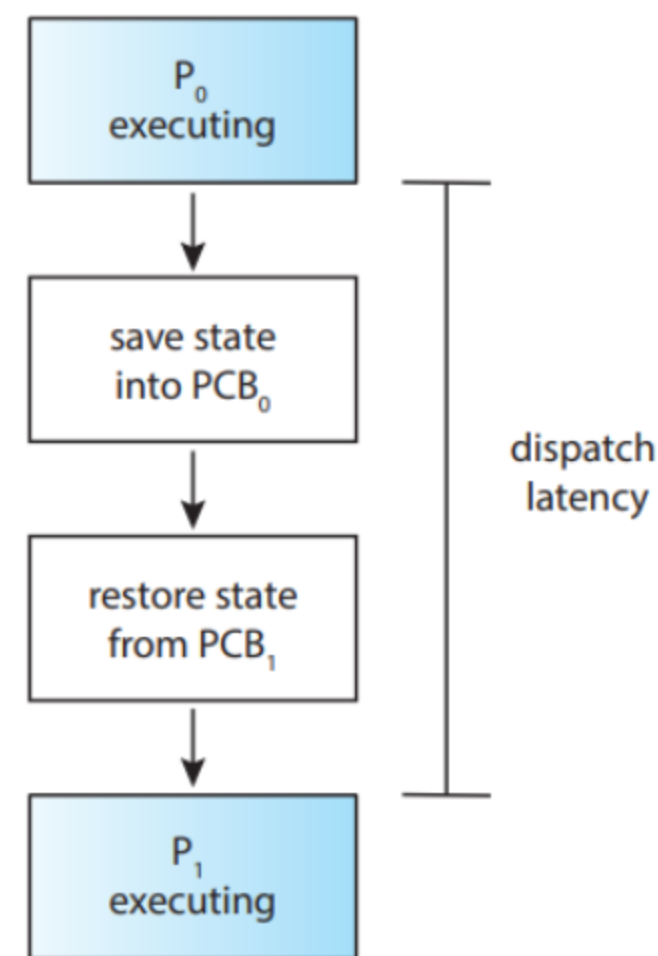 P₀
executing
save state
into PCB₀
dispatch
latency
restore state
from PCB₁
P₁
executing